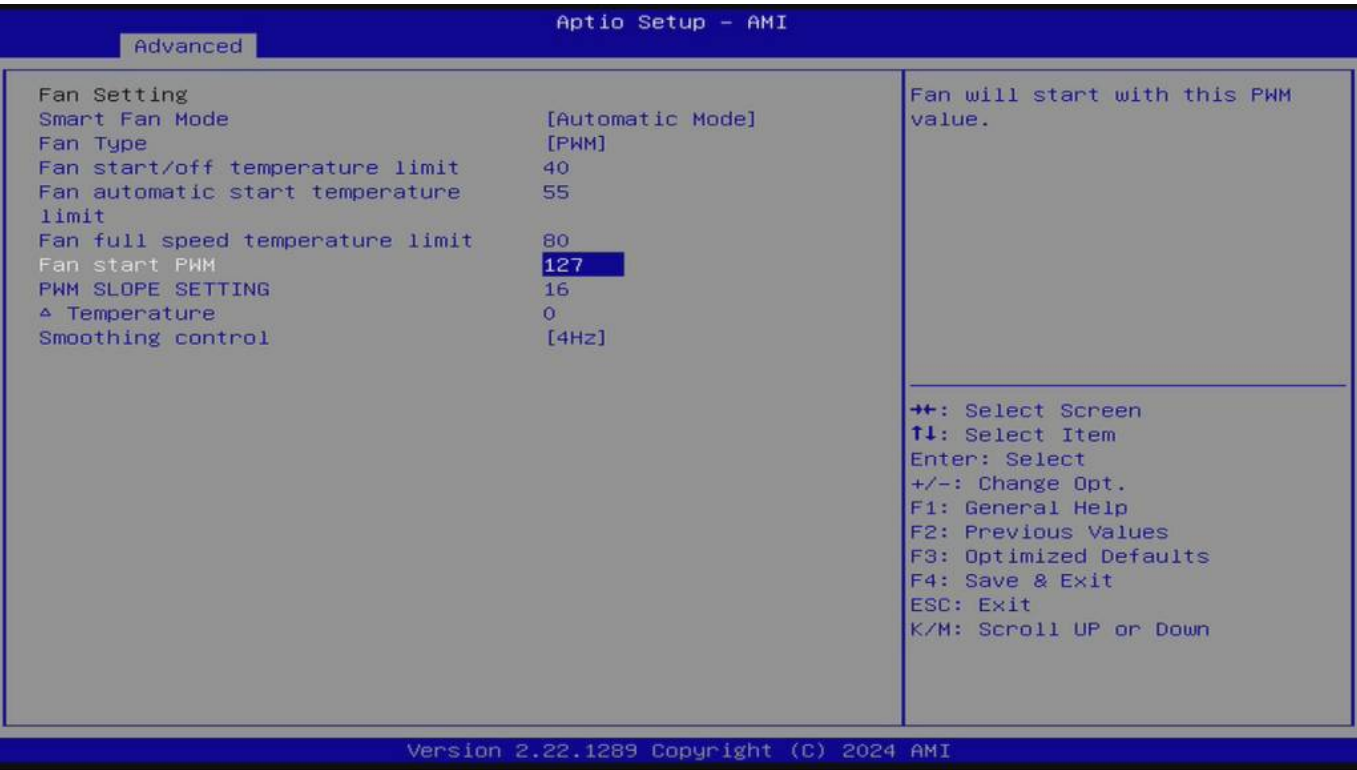 Aptio Setup - AMI
Advanced
Fan Setting
Smart Fan Mode [Automatic Mode]
Fan Type [PWM]
Fan start/off temperature limit 40
Fan automatic start temperature 55
limit
Fan full speed temperature limit 80
Fan start PWM 127
PWM SLOPE SETTING 16
△ Temperature 0
Smoothing control [4Hz]
Fan will start with this PWM
value.
→←: Select Screen
↑↓: Select Item
Enter: Select
+/-: Change Opt.
F1: General Help
F2: Previous Values
F3: Optimized Defaults
F4: Save & Exit
ESC: Exit
K/M: Scroll UP or Down
Version 2.22.1289 Copyright (C) 2024 AMI